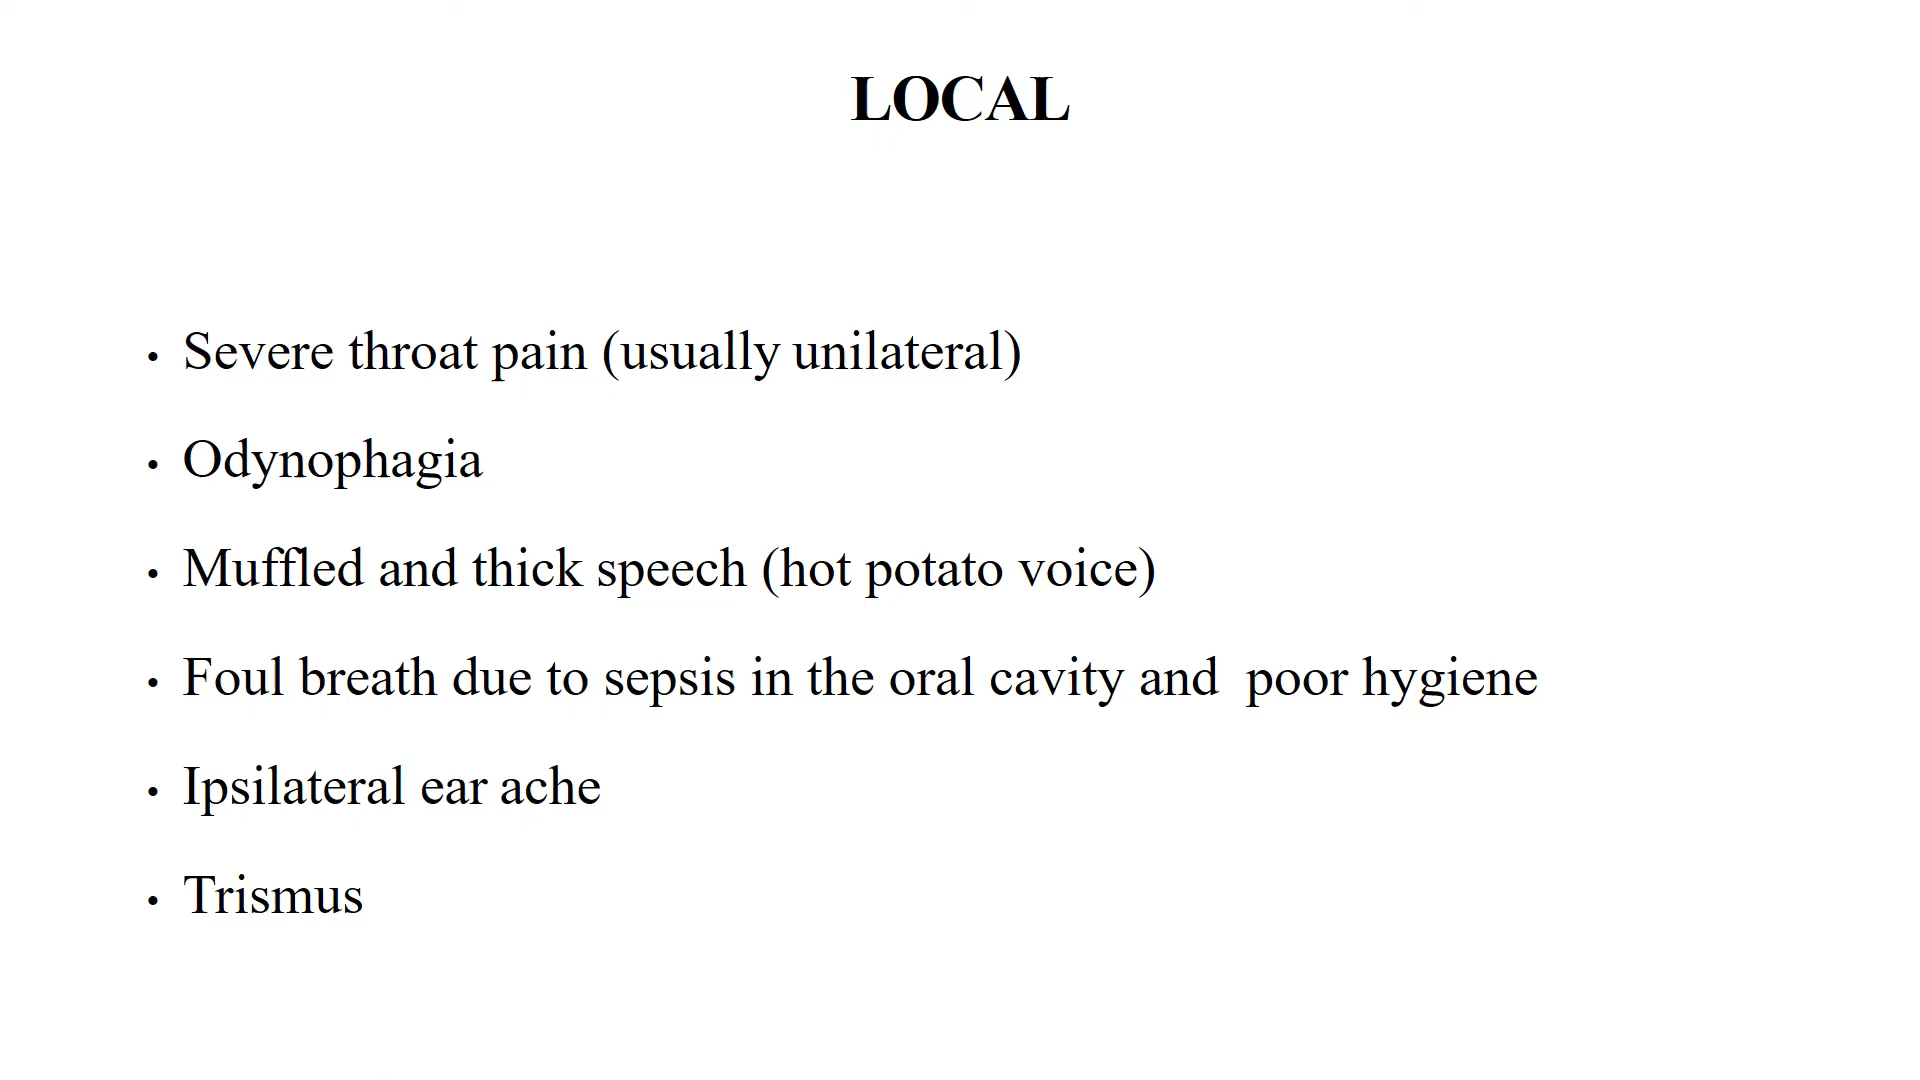 LOCAL
• Severe throat pain (usually unilateral)
• Odynophagia
• Muffled and thick speech (hot potato voice)
• Foul breath due to sepsis in the oral cavity and  poor hygiene
• Ipsilateral ear ache
• Trismus